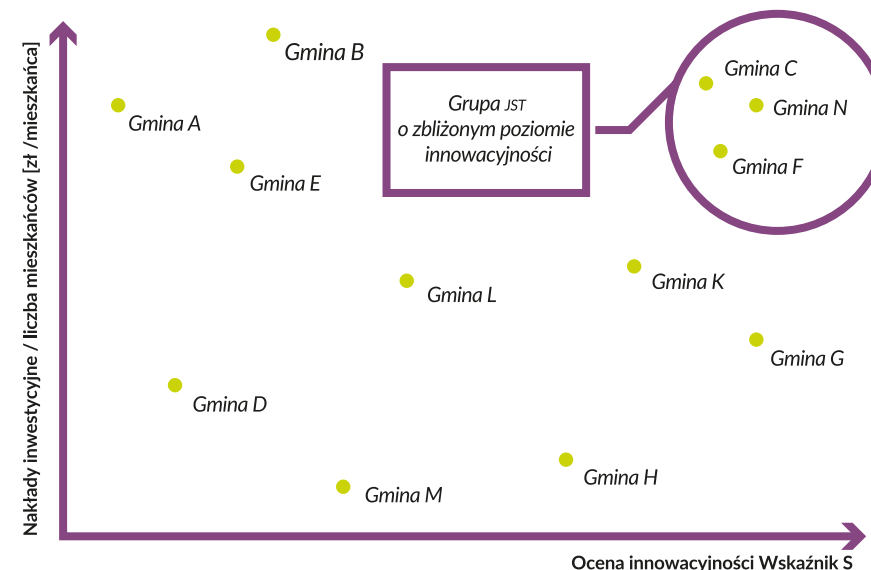 Nakłady inwestycyjne / liczba mieszkańców [zł /mieszkańca]
Gmina B
Gmina A
Gmina E
Grupa JST
o zbliżonym poziomie
innowacyjności
Gmina C
Gmina N
Gmina F
Gmina L
Gmina K
Gmina G
Gmina D
Gmina M
Gmina H
Ocena innowacyjności Wskaźnik S